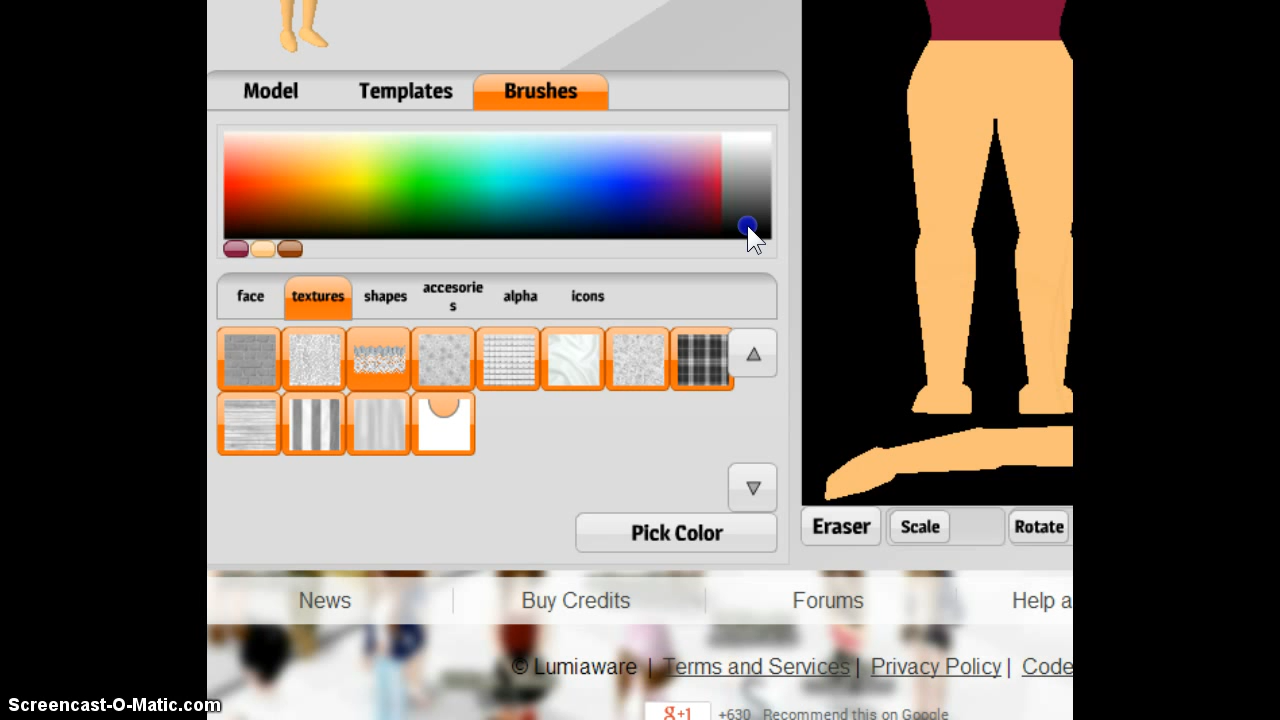 Model Templates Brushes
face textures shapes accesorie
s alpha icons
Pick Color
Eraser Scale Rotate
News Buy Credits Forums Help a
© Lumiaware | Terms and Services | Privacy Policy | Code
g+1 +630 Recommend this on Google
Screencast-O-Matic.com